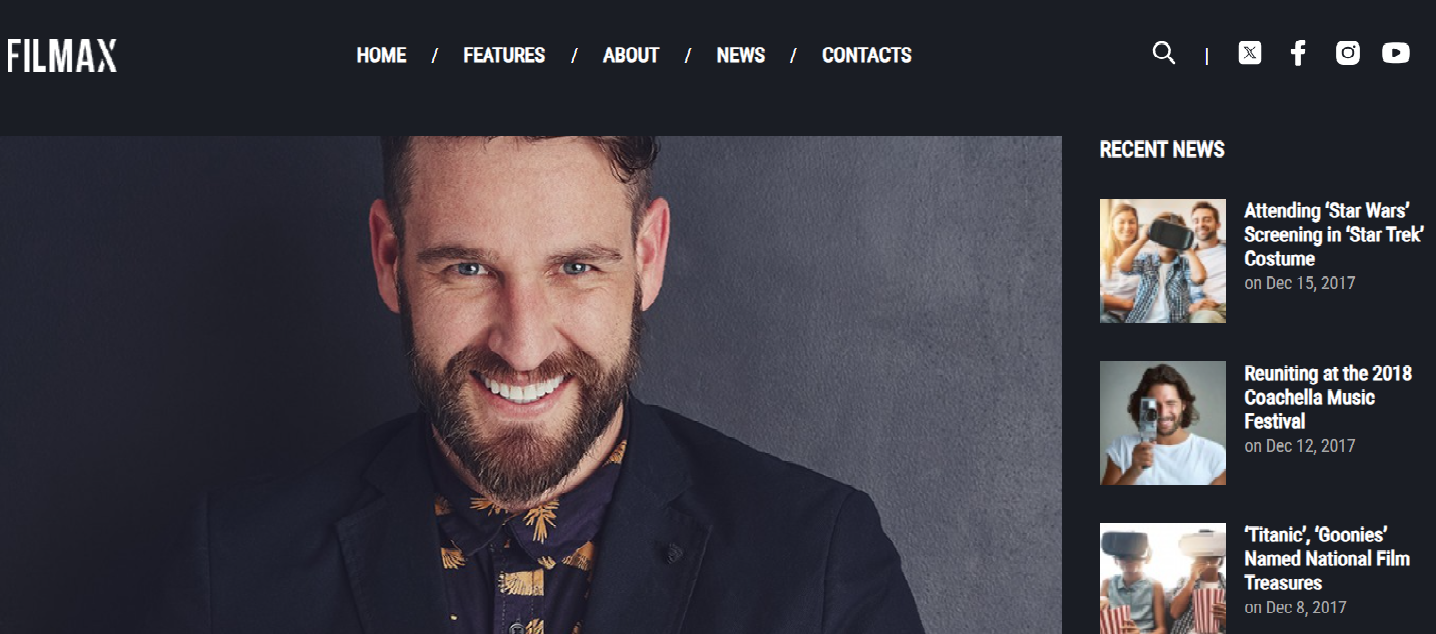 FILMAX
HOME / FEATURES / ABOUT / NEWS / CONTACTS
RECENT NEWS
Attending ‘Star Wars’
Screening in ‘Star Trek’
Costume
on Dec 15, 2017
Reuniting at the 2018
Coachella Music
Festival
on Dec 12, 2017
‘Titanic’, ‘Goonies’
Named National Film
Treasures
on Dec 8, 2017